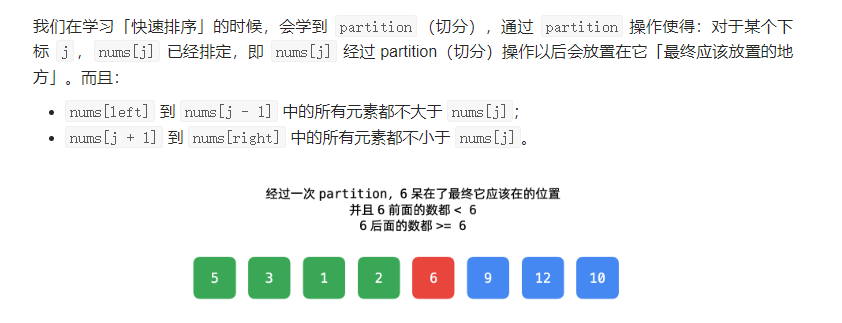 我们在学习「快速排序」的时候，会学到 partition （切分），通过 partition 操作使得：对于某个下
标 j ， nums[j] 已经排定，即 nums[j] 经过 partition（切分）操作以后会放置在它「最终应该放置的地
方」。而且：
• nums[left] 到 nums[j - 1] 中的所有元素都不大于 nums[j]；
• nums[j + 1] 到 nums[right] 中的所有元素都不小于 nums[j] 。
经过一次 partition，6 呆在了最终它应该在的位置
并且 6 前面的数都 < 6
6 后面的数都 >= 6
5 3 1 2 6 9 12 10